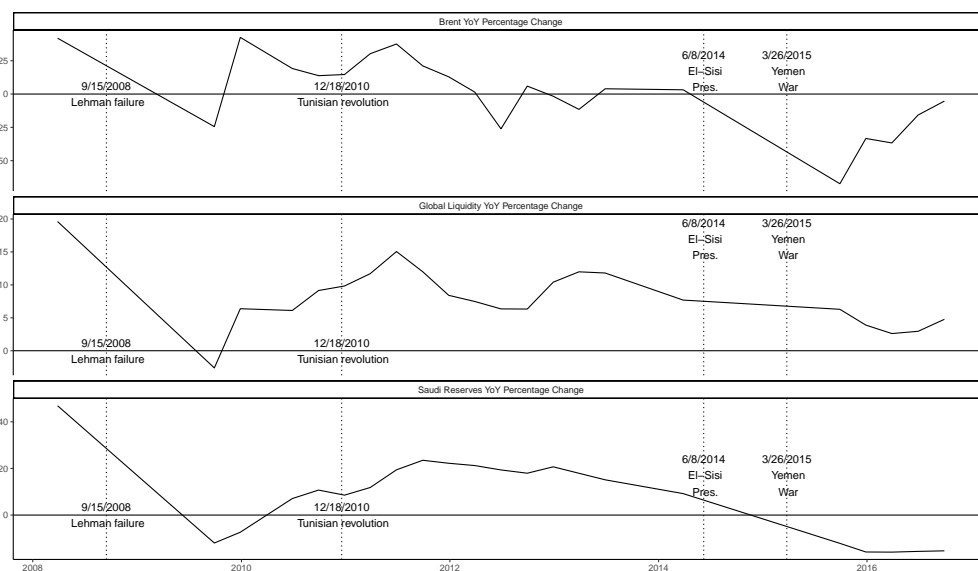 Brent YoY Percentage Change
25
0
25
50
9/15/2008
Lehman failure
12/18/2010
Tunisian revolution
6/8/2014
El–Sisi
Pres.
3/26/2015
Yemen
War
Global Liquidity YoY Percentage Change
20
15
10
5
0
9/15/2008
Lehman failure
12/18/2010
Tunisian revolution
6/8/2014
El–Sisi
Pres.
3/26/2015
Yemen
War
Saudi Reserves YoY Percentage Change
40
20
0
9/15/2008
Lehman failure
12/18/2010
Tunisian revolution
6/8/2014
El–Sisi
Pres.
3/26/2015
Yemen
War
2008
2010
2012
2014
2016